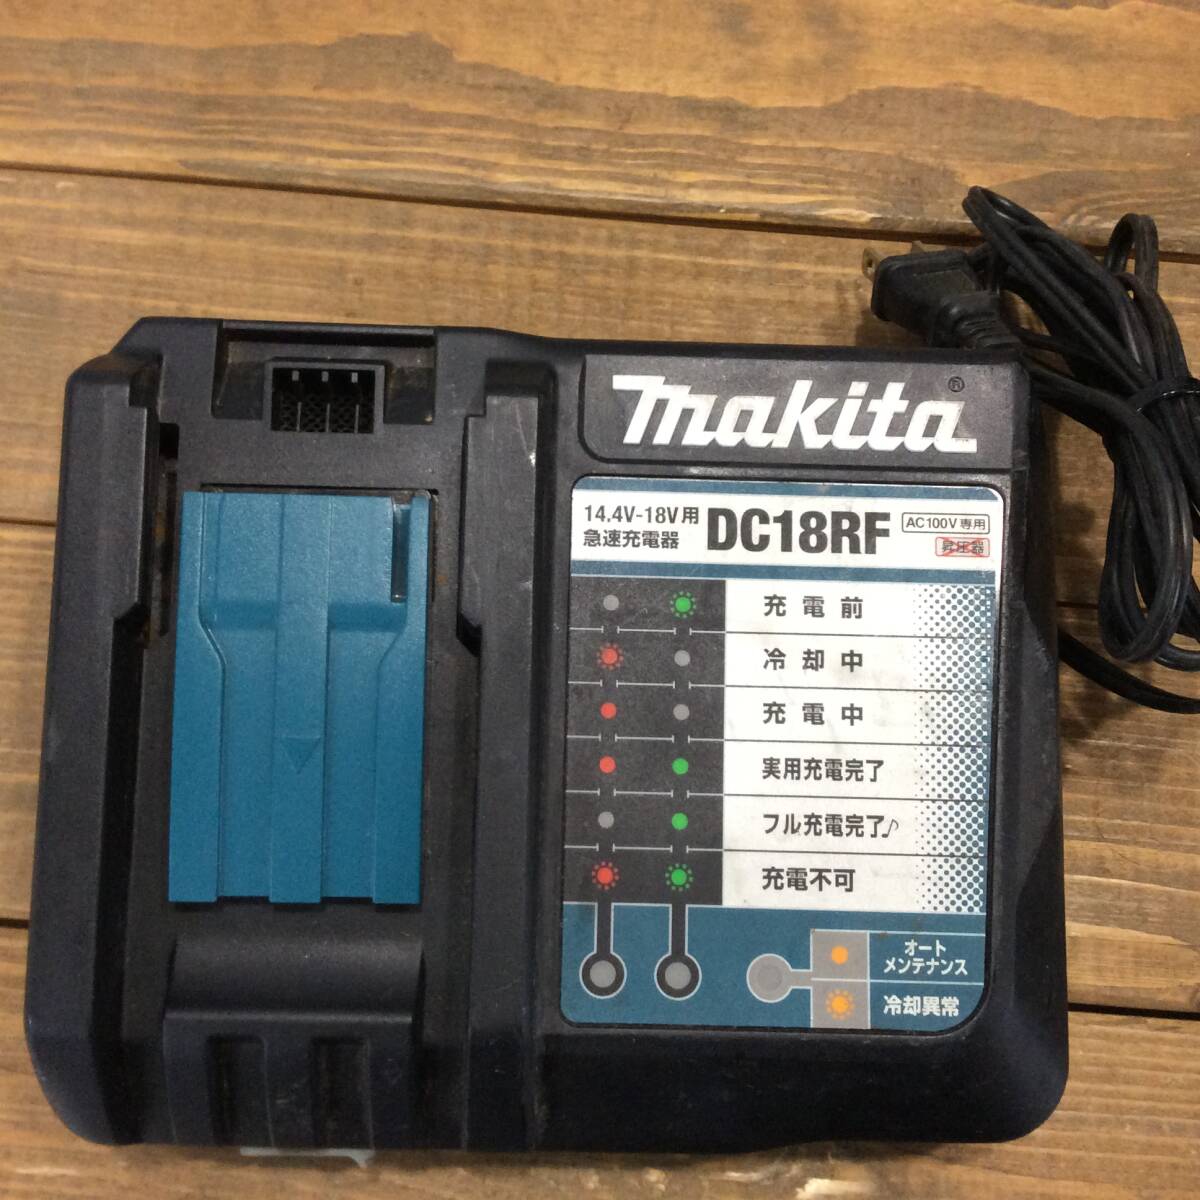 makita®
14.4V-18V用
急速充電器
DC18RF
AC100V専用
昇圧器
充電前
冷却中
充電中
実用充電完了
フル充電完了♪
充電不可
オート
メンテナンス
冷却異常